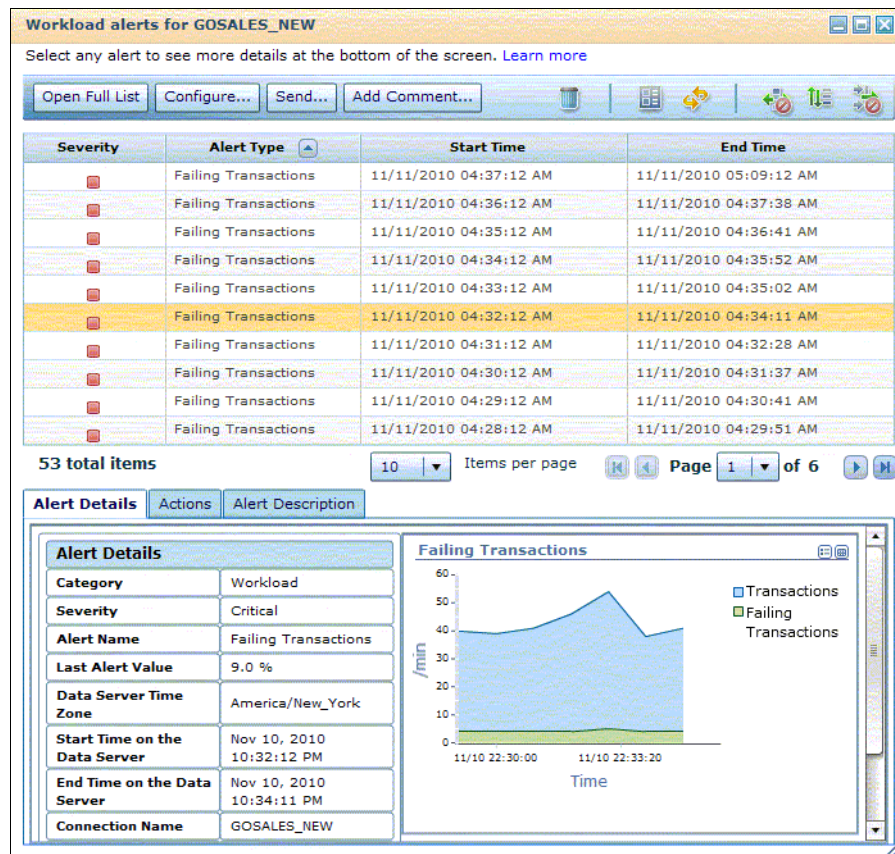 Workload alerts for GOSALES_NEW
Select any alert to see more details at the bottom of the screen. Learn more
Open Full List Configure... Send... Add Comment...
Severity Alert Type Start Time End Time
Failing Transactions 11/11/2010 04:37:12 AM 11/11/2010 05:09:12 AM
Failing Transactions 11/11/2010 04:36:12 AM 11/11/2010 04:37:38 AM
Failing Transactions 11/11/2010 04:35:12 AM 11/11/2010 04:36:41 AM
Failing Transactions 11/11/2010 04:34:12 AM 11/11/2010 04:35:52 AM
Failing Transactions 11/11/2010 04:33:12 AM 11/11/2010 04:35:02 AM
Failing Transactions 11/11/2010 04:32:12 AM 11/11/2010 04:34:11 AM
Failing Transactions 11/11/2010 04:31:12 AM 11/11/2010 04:32:28 AM
Failing Transactions 11/11/2010 04:30:12 AM 11/11/2010 04:31:37 AM
Failing Transactions 11/11/2010 04:29:12 AM 11/11/2010 04:30:41 AM
Failing Transactions 11/11/2010 04:28:12 AM 11/11/2010 04:29:51 AM
53 total items 10 Items per page Page 1 of 6
Alert Details Actions Alert Description
Alert Details
Category Workload
Severity Critical
Alert Name Failing Transactions
Last Alert Value 9.0 %
Data Server Time
Zone
America/New_York
Start Time on the
Data Server
Nov 10, 2010
10:32:12 PM
End Time on the Data
Server
Nov 10, 2010
10:34:11 PM
Connection Name GOSALES_NEW
Failing Transactions
60
50
40
30
20
10
0
/min
11/10 22:30:00 11/10 22:33:20
Time
Transactions
Failing
Transactions